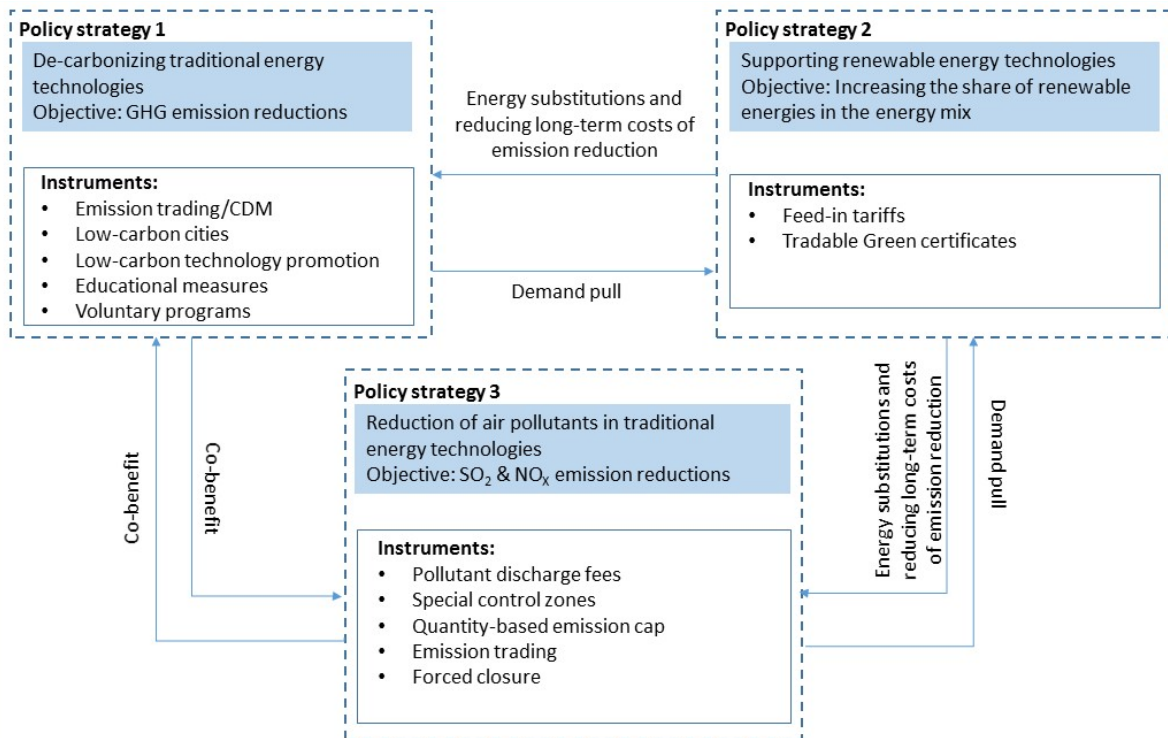 Policy strategy 1
De-carbonizing traditional energy
technologies
Objective: GHG emission reductions
Instruments:
• Emission trading/CDM
• Low-carbon cities
• Low-carbon technology promotion
• Educational measures
• Voluntary programs
Energy substitutions and
reducing long-term costs of
emission reduction
Demand pull
Policy strategy 2
Supporting renewable energy technologies
Objective: Increasing the share of renewable
energies in the energy mix
Instruments:
• Feed-in tariffs
• Tradable Green certificates
Co-benefit
Co-benefit
Policy strategy 3
Reduction of air pollutants in traditional
energy technologies
Objective: SO₂ & NOₓ emission reductions
Instruments:
• Pollutant discharge fees
• Special control zones
• Quantity-based emission cap
• Emission trading
• Forced closure
Energy substitutions and
reducing long-term costs
of emission reduction
Demand pull